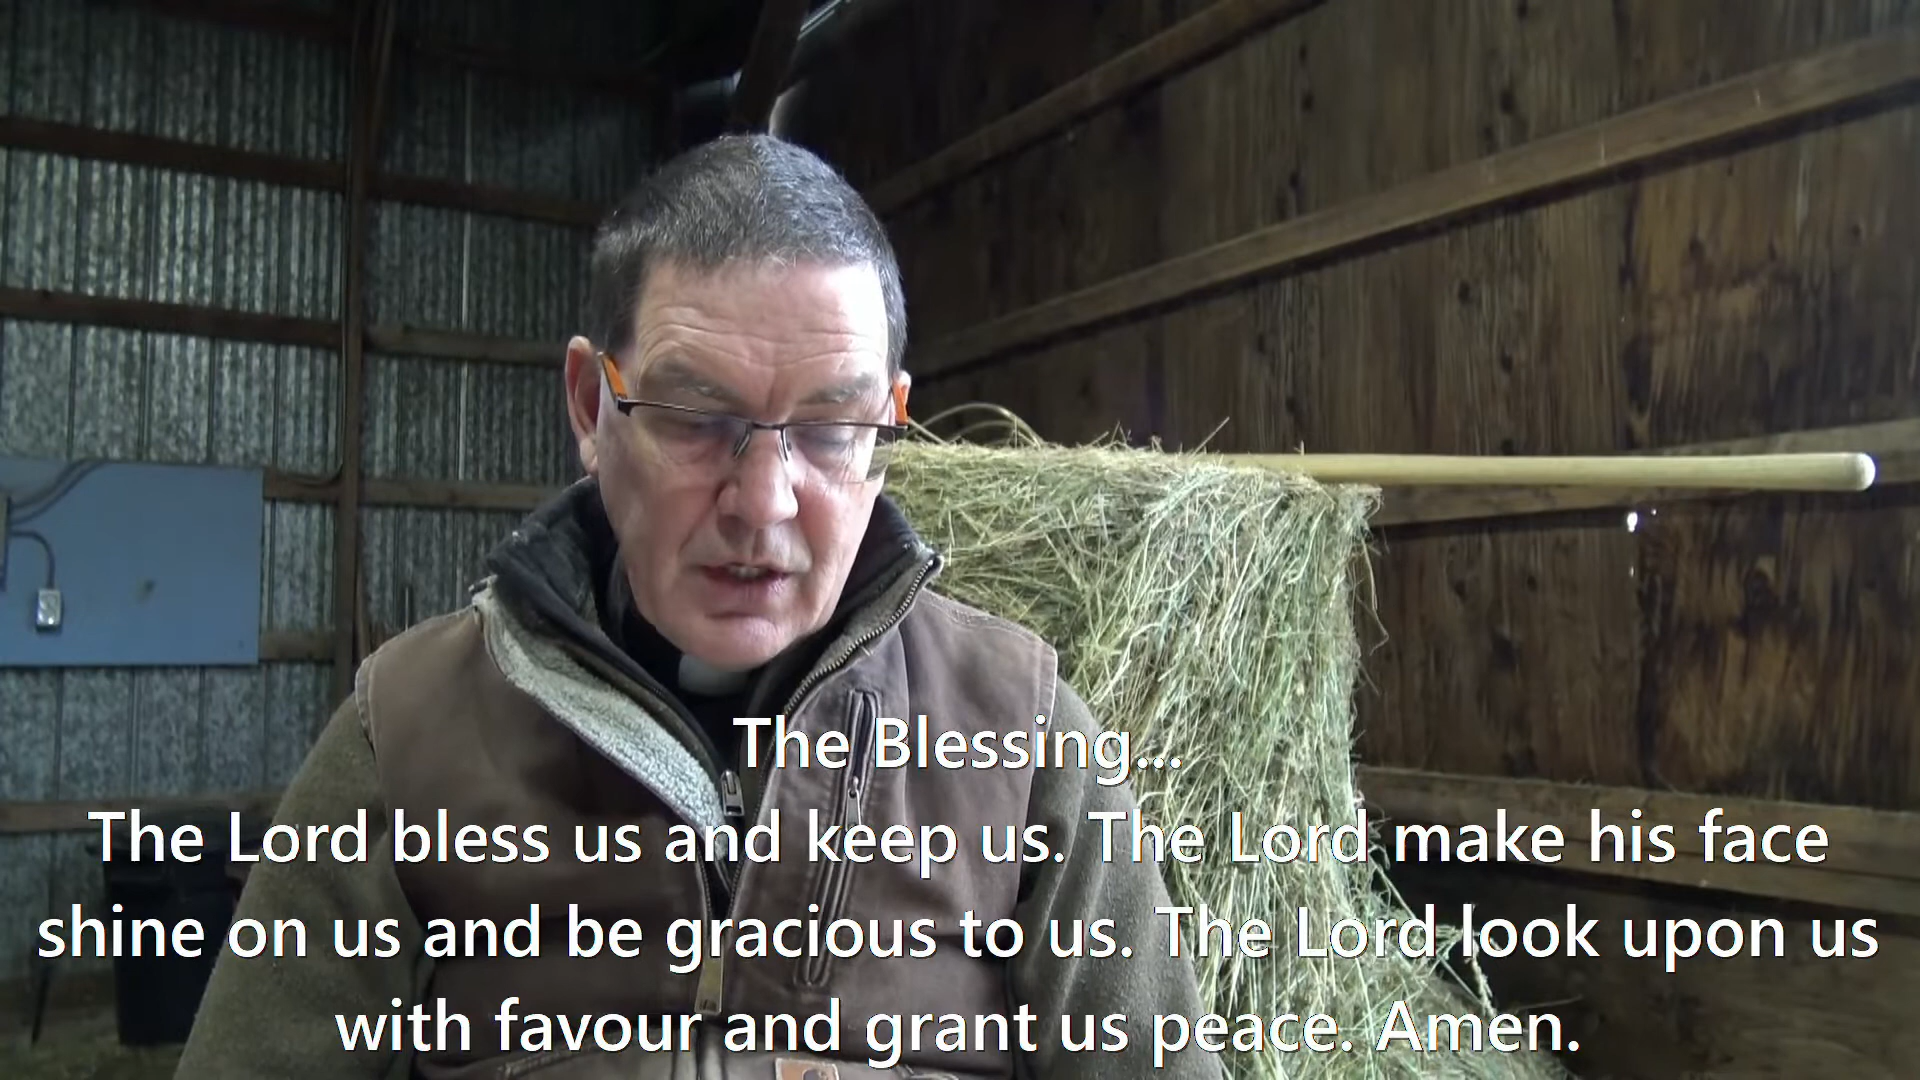 The Blessing...
The Lord bless us and keep us. The Lord make his face
shine on us and be gracious to us. The Lord look upon us
with favour and grant us peace. Amen.